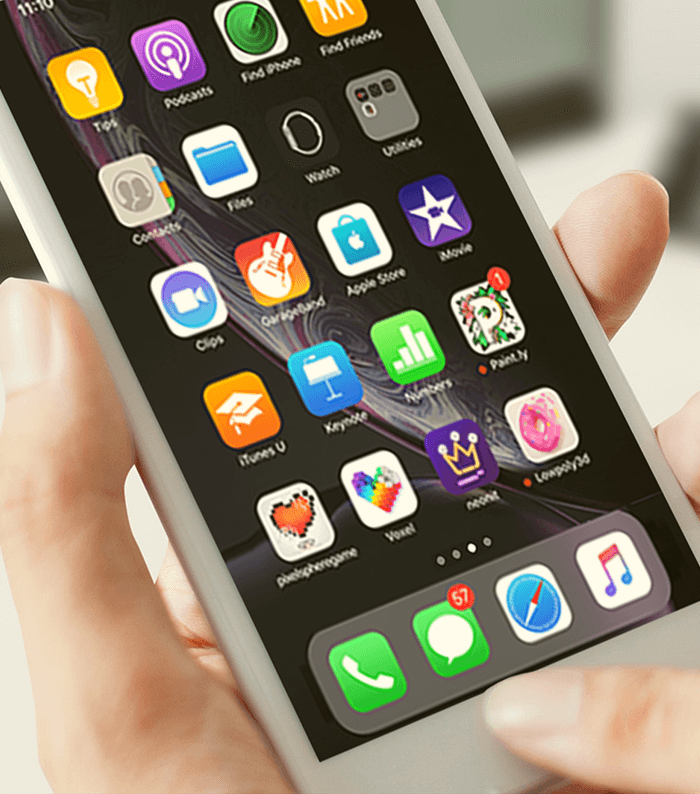 11:10
Tips
Podcasts
Find iPhone
Find Friends
Contacts
Files
Watch
Utilities
Clips
GarageBand
Apple Store
iMovie
iTunes U
Keynote
Numbers
1
Paint.ly
pixelspheregame
Voxel
neonit
Lowpoly3d
57